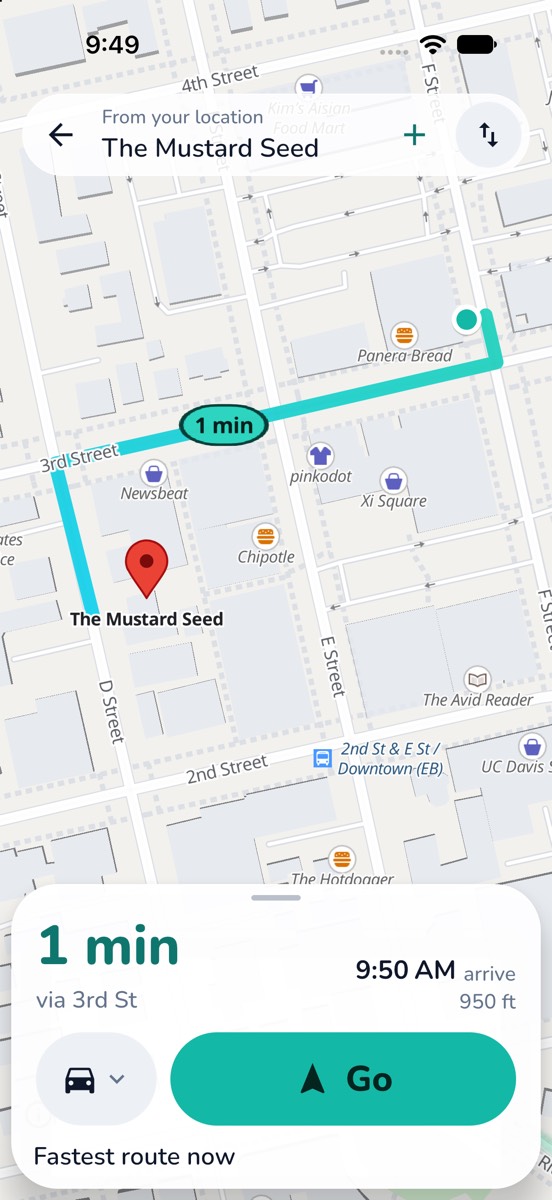 9:49
4th Street
F Street
From your location
The Mustard Seed
Kim's Aisian
Food Mart
Panera Bread
1 min
3rd Street
Newsbeat
pinkodot
Xi Square
Chipotle
The Mustard Seed
E Street
D Street
The Avid Reader
2nd St & E St /
Downtown (EB)
UC Davis S
2nd Street
The Hotdogger
1 min
9:50 AM arrive
via 3rd St
950 ft
Go
Fastest route now